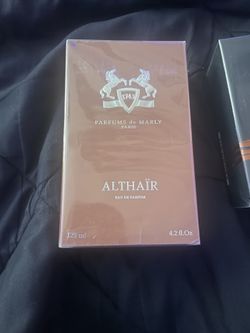 1743
PARFUMS de MARLY
PARIS
ALTHAÏR
EAU DE PARFUM
125 ml 4.2 fl.Oz